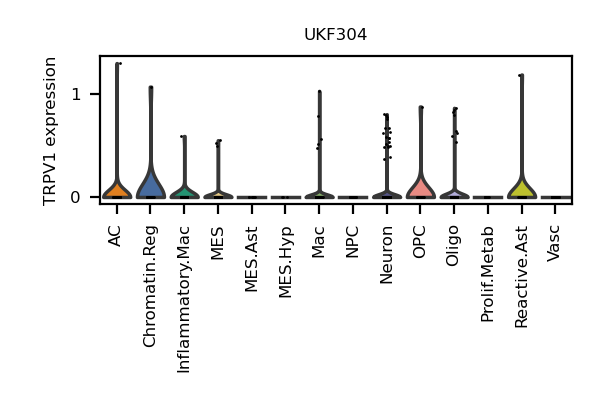 UKF304
TRPV1 expression
1
0
AC
Chromatin.Reg
Inflammatory.Mac
MES
MES.Ast
MES.Hyp
Mac
NPC
Neuron
OPC
Oligo
Prolif.Metab
Reactive.Ast
Vasc